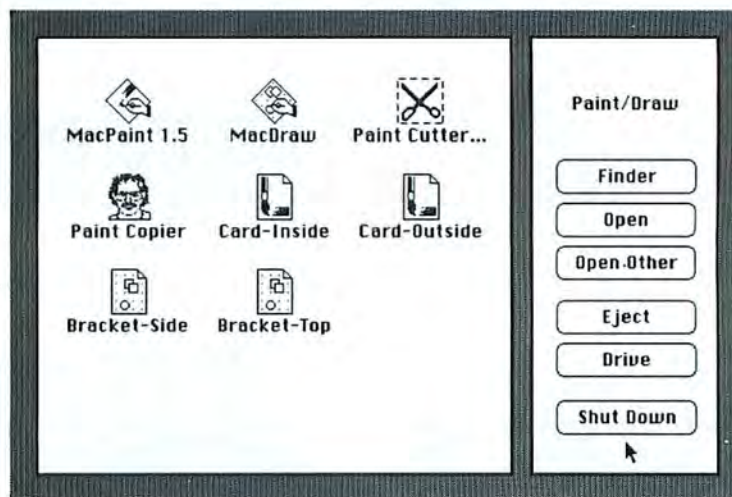 MacPaint 1.5 MacDraw Paint Cutter...
Paint Copier Card-Inside Card-Outside
Bracket-Side Bracket-Top
Paint/Draw
Finder
Open
Open Other
Eject
Drive
Shut Down